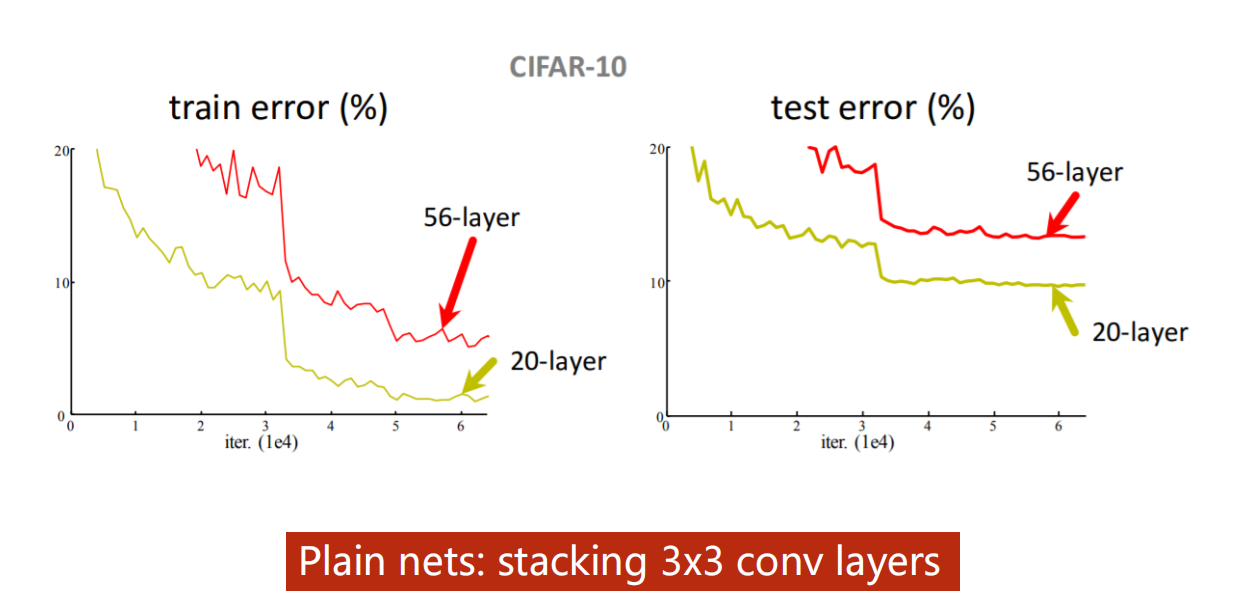 CIFAR-10
train error (%)
20
10
0
56-layer
20-layer
0 1 2 3 4 5 6
iter. (1e4)
test error (%)
20
10
0
56-layer
20-layer
0 1 2 3 4 5 6
iter. (1e4)
Plain nets: stacking 3x3 conv layers